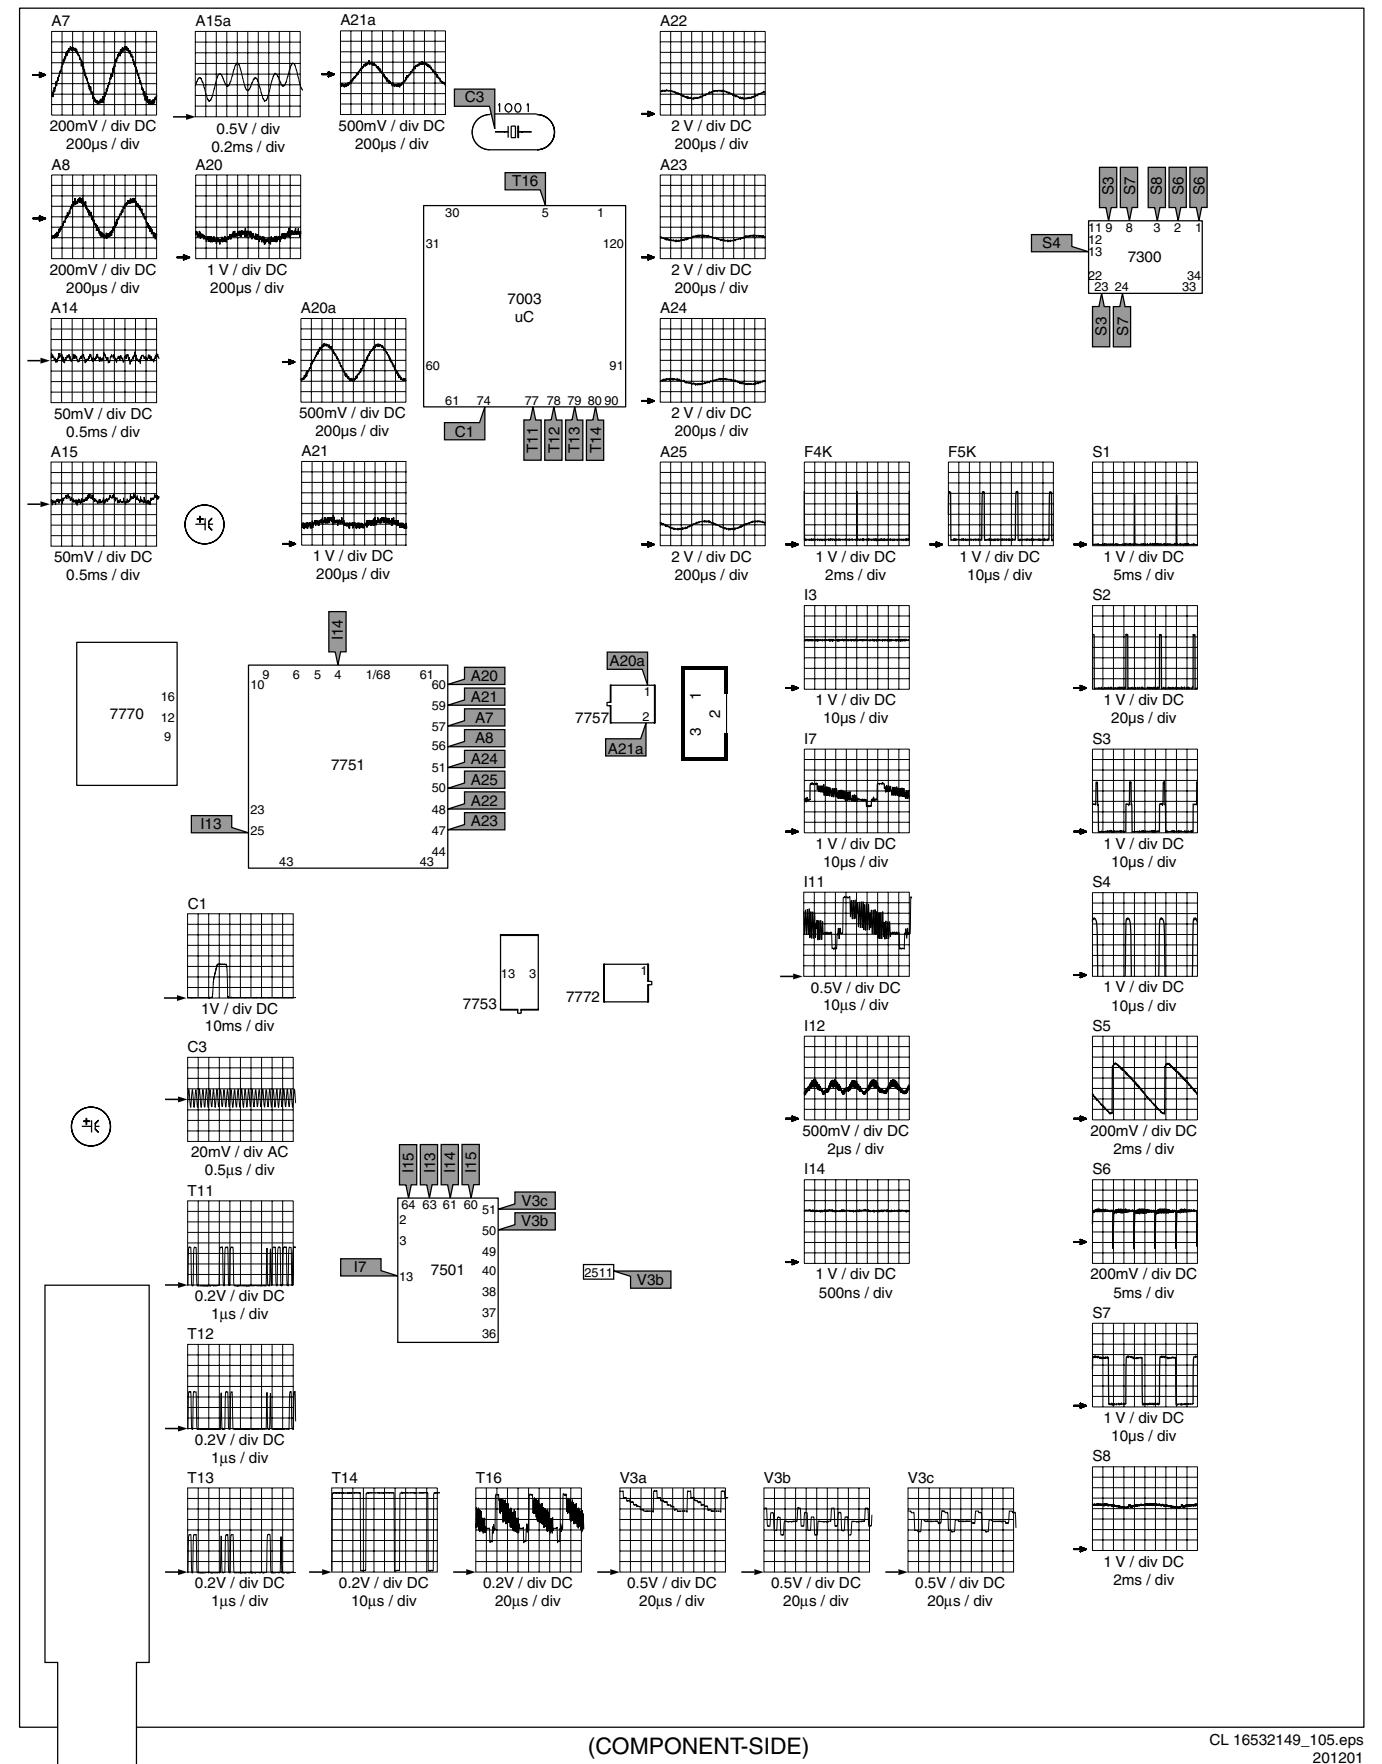 A7
200mV / div DC
200µs / div
A15a
0.5V / div
0.2ms / div
A21a
500mV / div DC
200µs / div
C3
1001
A22
2 V / div DC
200µs / div
A8
200mV / div DC
200µs / div
A20
1 V / div DC
200µs / div
T16
30 5 1
31 120
7003
uC
60 91
61 74 77 78 79 80 90
C1 T11 T12 T13 T14
A23
2 V / div DC
200µs / div
S3 S7 S8 S6 S6
S4
11 9 8 3 2 1
12
13
7300
22 34
23 24 33
S3 S7
A14
50mV / div DC
0.5ms / div
A20a
500mV / div DC
200µs / div
A24
2 V / div DC
200µs / div
A15
50mV / div DC
0.5ms / div
A21
1 V / div DC
200µs / div
A25
2 V / div DC
200µs / div
F4K
1 V / div DC
2ms / div
F5K
1 V / div DC
10µs / div
S1
1 V / div DC
5ms / div
7770
16
12
9
I14
9 6 5 4 1/68 61
10 60
59
57
56
51
50
48
47
44
7751
23
25
43 43
A20
A21
A7
A8
A24
A25
A22
A23
I13
A20a
1
7757 2
A21a
1
2
3
I3
1 V / div DC
10µs / div
S2
1 V / div DC
20µs / div
I7
1 V / div DC
10µs / div
S3
1 V / div DC
10µs / div
C1
1V / div DC
10ms / div
13 3
7753
1
7772
I11
0.5V / div DC
10µs / div
S4
1 V / div DC
10µs / div
C3
20mV / div AC
0.5µs / div
I12
500mV / div DC
2µs / div
S5
200mV / div DC
2ms / div
T11
0.2V / div DC
1µs / div
I15 I13 I14 I15
64 63 61 60
51 V3c
2
50 V3b
3
49
I7
13 7501 40
38
37
36
2511
V3b
I14
1 V / div DC
500ns / div
S6
200mV / div DC
5ms / div
T12
0.2V / div DC
1µs / div
S7
1 V / div DC
10µs / div
T13
0.2V / div DC
1µs / div
T14
0.2V / div DC
10µs / div
T16
0.2V / div DC
20µs / div
V3a
0.5V / div DC
20µs / div
V3b
0.5V / div DC
20µs / div
V3c
0.5V / div DC
20µs / div
S8
1 V / div DC
2ms / div
(COMPONENT-SIDE)
CL 16532149_105.eps
201201